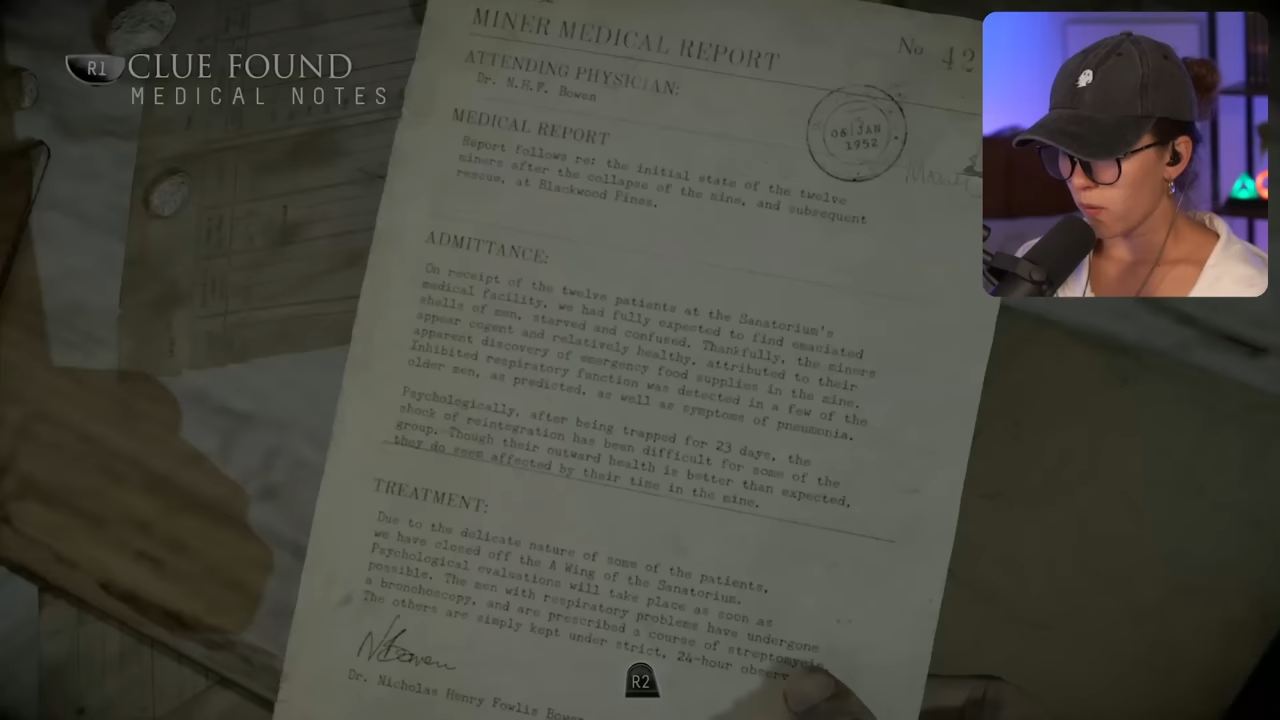 R1 CLUE FOUND
MEDICAL NOTES
MINER MEDICAL REPORT
No 42
ATTENDING PHYSICIAN:
Dr. N.H.F. Bowen
MEDICAL REPORT
06 JAN
1952
Report follows re: the initial state of the twelve
miners after the collapse of the mine, and subsequent
rescue, at Blackwood Pines.
ADMITTANCE:
On receipt of the twelve patients at the Sanatorium's
medical facility, we had fully expected to find emaciated
shells of men, starved and confused. Thankfully, the miners
appear cogent and relatively healthy, attributed to their
apparent discovery of emergency food supplies in the mine.
Inhibited respiratory function was detected in a few of the
older men, as predicted, as well as symptoms of pneumonia.
Psychologically, after being trapped for 23 days, the
shock of reintegration has been difficult for some of the
group. Though their outward health is better than expected,
they do seem affected by their time in the mine.
TREATMENT:
Due to the delicate nature of some of the patients,
we have closed off the A Wing of the Sanatorium.
Psychological evaluations will take place as soon as
possible. The men with respiratory problems have undergone
a bronchoscopy, and are prescribed a course of streptomycin.
The others are simply kept under strict, 24-hour observ
NBowen
Dr. Nicholas Henry Fowlis Bowen
R2